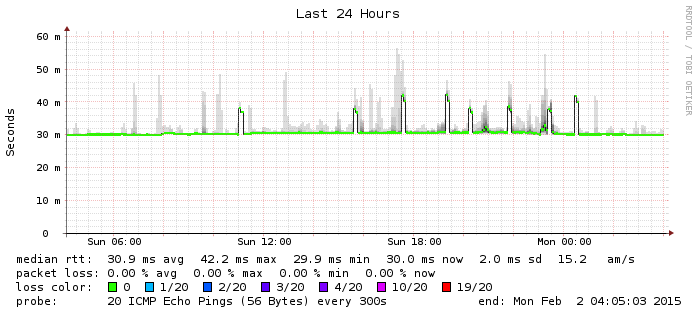 Last 24 Hours
RRDTOOL / TOBI OETIKER
Seconds
60 m
50 m
40 m
30 m
20 m
10 m
0
Sun 06:00 Sun 12:00 Sun 18:00 Mon 00:00
median rtt: 30.9 ms avg 42.2 ms max 29.9 ms min 30.0 ms now 2.0 ms sd 15.2 am/s
packet loss: 0.00 % avg 0.00 % max 0.00 % min 0.00 % now
loss color: 0 1/20 2/20 3/20 4/20 10/20 19/20
probe: 20 ICMP Echo Pings (56 Bytes) every 300s end: Mon Feb 2 04:05:03 2015